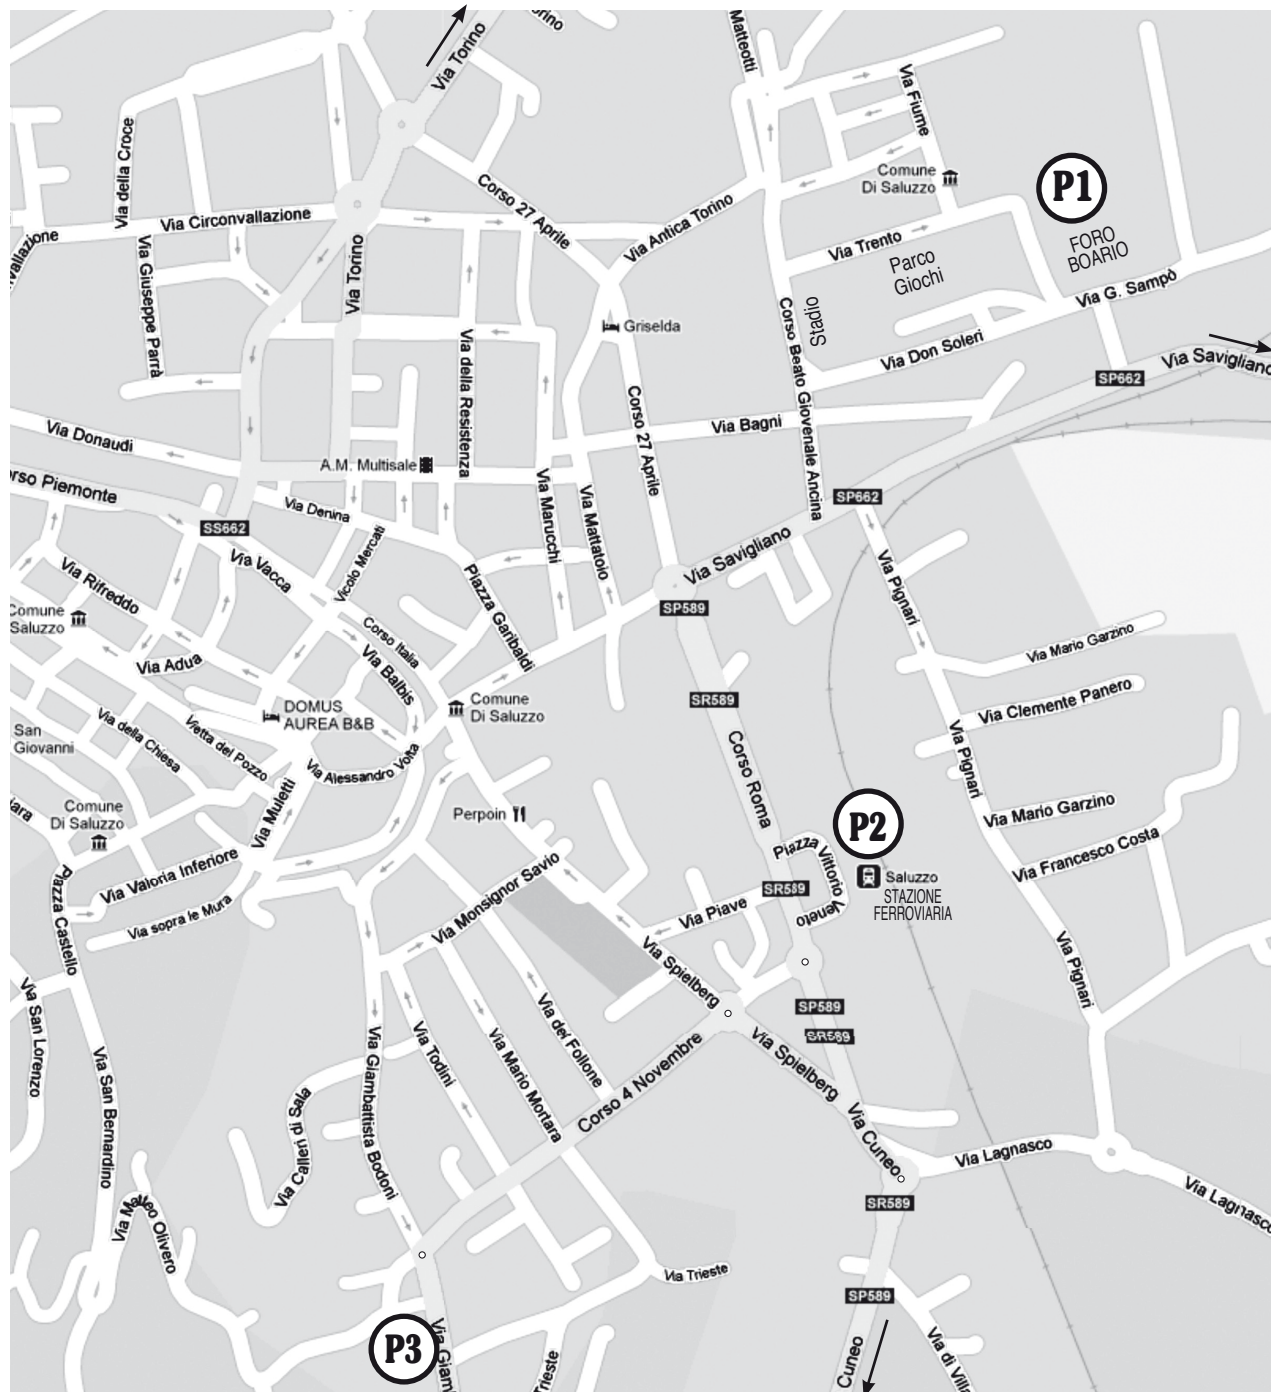 Via Torino
orino
Matteotti
Via Fiume
Comune
Di Saluzzo
P1
FORO
BOARIO
Via della Croce
Via Circonvallazione
vallazione
Via Giuseppe Parrà
Via Torino
Corso 27 Aprile
Via Antica Torino
Via Trento
Parco
Giochi
Stadio
Via G. Sampò
Griselda
Via Don Soleri
Corso Beato Giovenale Ancina
Via Savigliano
SP662
Via della Resistenza
Corso 27 Aprile
Via Bagni
Via Donaudi
A.M. Multisale
orso Piemonte
Via Denina
SS662
Via Marucchi
Via Mattatoio
SP662
Via Savigliano
Via Vacca
Vicolo Mercati
Via Rifreddo
Piazza Garibaldi
Via Pignari
SP589
Comune
Saluzzo
Corso Italia
Via Adua
Via Balbis
Via Mario Garzino
Via Clemente Panero
SR589
Comune
Di Saluzzo
DOMUS
AUREA B&B
San
Giovanni
Via della Chiesa
Vietta del Pozzo
Via Alessandro Volta
Corso Roma
Via Pignari
Via Muletti
lara
Comune
Di Saluzzo
Perpoin
P2
Via Mario Garzino
Piazza Vittorio Veneto
Via Francesco Costa
Saluzzo
STAZIONE
FERROVIARIA
SR589
Via Valoria Inferiore
Via sopra le Mura
Piazza Castello
Via Monsignor Savio
Via Piave
Via Spielberg
Via Pignari
Via San Lorenzo
Via San Bernardino
Via dei Follone
SP589
SR589
Via Spielberg
Via Giambattista Bodoni
Via Todini
Via Mario Mortara
Corso 4 Novembre
Via Calleri di Sala
Via Cuneo
Via Lagnasco
Via Lagnasco
Via Matteo Olivero
SR589
Via Trieste
SP589
P3
Via Giam
Trieste
Cuneo
Via di Villa